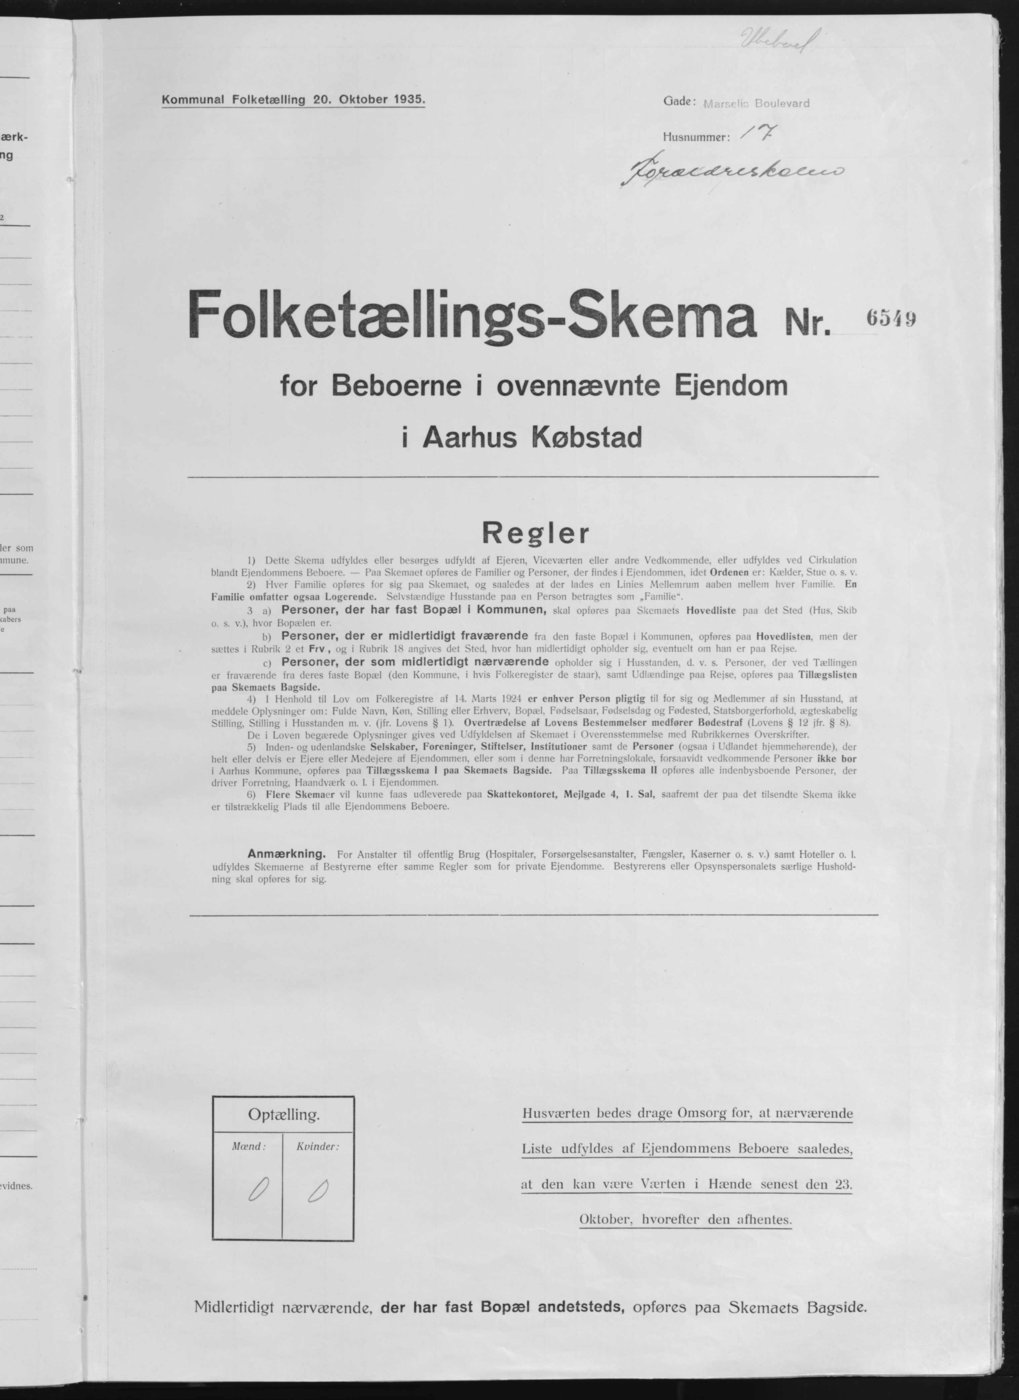 Ubeboet
Kommunal Folketælling 20. Oktober 1935.
Gade: Marselis Boulevard
Husnummer: 17
Forældreskolen
Folketællings-Skema Nr. 6549
for Beboerne i ovennævnte Ejendom
i Aarhus Købstad
Regler
1) Dette Skema udfyldes eller besørges udfyldt af Ejeren, Viceværten eller andre Vedkommende, eller udfyldes ved Cirkulation
blandt Ejendommens Beboere. — Paa Skemaet opføres de Familier og Personer, der findes i Ejendommen, idet Ordenen er: Kælder, Stue o. s. v.
2) Hver Familie opføres for sig paa Skemaet, og saaledes at der lades en Linies Mellemrum aaben mellem hver Familie. En
Familie omfatter ogsaa Logerende. Selvstændige Husstande paa en Person betragtes som „Familie“.
3 a) Personer, der har fast Bopæl i Kommunen, skal opføres paa Skemaets Hovedliste paa det Sted (Hus, Skib
o. s. v.), hvor Bopælen er.
b) Personer, der er midlertidigt fraværende fra den faste Bopæl i Kommunen, opføres paa Hovedlisten, men der
sættes i Rubrik 2 et Frv., og i Rubrik 18 angives det Sted, hvor han midlertidigt opholder sig, eventuelt om han er paa Rejse.
c) Personer, der som midlertidigt nærværende opholder sig i Husstanden, d. v. s. Personer, der ved Tællingen
er fraværende fra deres faste Bopæl (den Kommune, i hvis Folkeregister de staar), samt Udlændinge paa Rejse, opføres paa Tillægslisten
paa Skemaets Bagside.
4) I Henhold til Lov om Folkeregistre af 14. Marts 1924 er enhver Person pligtig til for sig og Medlemmer af sin Husstand, at
meddele Oplysninger om: Fulde Navn, Køn, Stilling eller Erhverv, Bopæl, Fødselsaar, Fødselsdag og Fødested, Statsborgerforhold, ægteskabelig
Stilling, Stilling i Husstanden m. v. (jfr. Lovens § 1). Overtrædelse af Lovens Bestemmelser medfører Bødestraf (Lovens § 12 jfr. § 8).
De i Loven begærede Oplysninger gives ved Udfyldelsen af Skemaet i Overensstemmelse med Rubrikkernes Overskrifter.
5) Inden- og udenlandske Selskaber, Foreninger, Stiftelser, Institutioner samt de Personer (ogsaa i Udlandet hjemmehørende), der
helt eller delvis er Ejere eller Medejere af Ejendommen, eller som i denne har Forretningslokale, forsaavidt vedkommende Personer ikke bor
i Aarhus Kommune, opføres paa Tillægsskema I paa Skemaets Bagside. Paa Tillægsskema II opføres alle indenbysboende Personer, der
driver Forretning, Haandværk o. l. i Ejendommen.
6) Flere Skemaer vil kunne faas udleverede paa Skattekontoret, Mejlgade 4, 1. Sal, saafremt der paa det tilsendte Skema ikke
er tilstrækkelig Plads til alle Ejendommens Beboere.
Anmærkning. For Anstalter til offentlig Brug (Hospitaler, Forsørgelsesanstalter, Fængsler, Kaserner o. s. v.) samt Hoteller o. l.
udfyldes Skemaerne af Bestyrerne efter samme Regler som for private Ejendomme. Bestyrerens eller Opsynspersonalets særlige Hushold-
ning skal opføres for sig.
Optælling.
Mænd: Kvinder:
0 0
Husværten bedes drage Omsorg for, at nærværende
Liste udfyldes af Ejendommens Beboere saaledes,
at den kan være Værten i Hænde senest den 23.
Oktober, hvorefter den afhentes.
Midlertidigt nærværende, der har fast Bopæl andetsteds, opføres paa Skemaets Bagside.